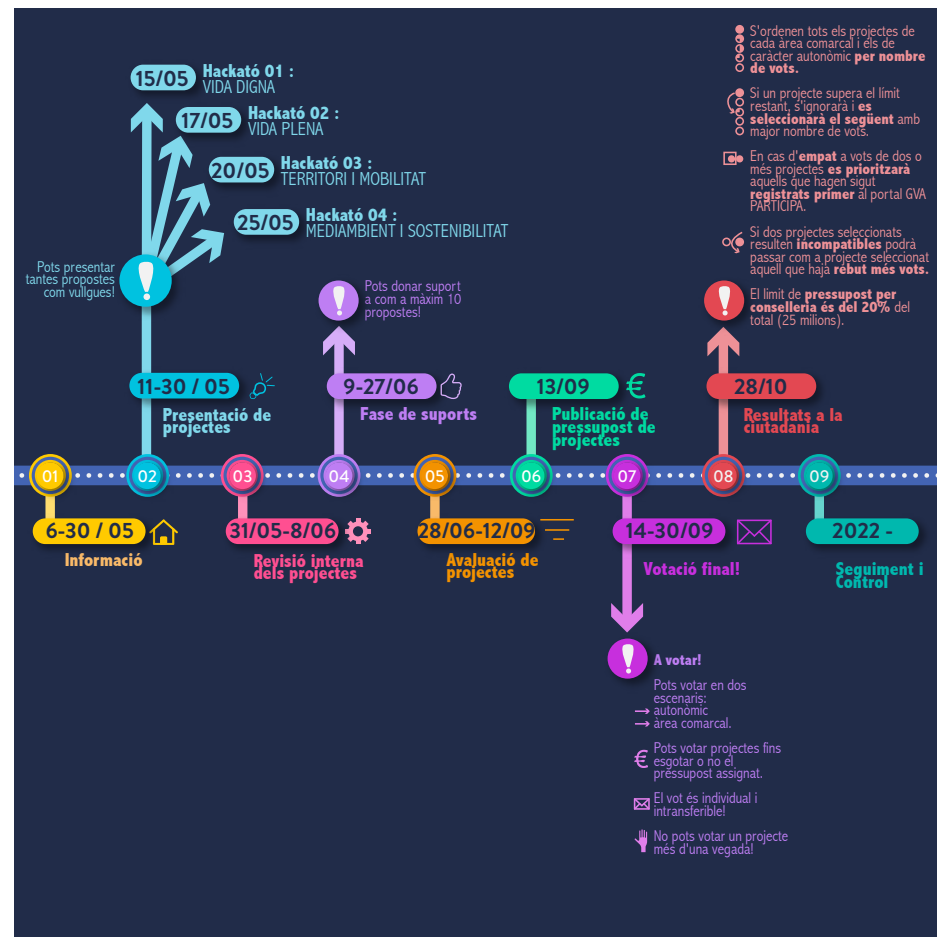 15/05
Hackató 01 :
VIDA DIGNA
17/05
Hackató 02 :
VIDA PLENA
20/05
Hackató 03 :
TERRITORI I MOBILITAT
25/05
Hackató 04 :
MEDIAMBIENT I SOSTENIBILITAT
Pots presentar
tantes propostes
com vullgues!
Pots donar suport
a com a màxim 10
propostes!
S'ordenen tots els projectes de
cada àrea comarcal i els de
caràcter autonòmic per nombre
de vots.
Si un projecte supera el límit
restant, s'ignorarà i es
seleccionarà el següent amb
major nombre de vots.
En cas d'empat a vots de dos o
més projectes es prioritzarà
aquells que hagen sigut
registrats primer al portal GVA
PARTICIPA.
Si dos projectes seleccionats
resulten incompatibles podrà
passar com a projecte seleccionat
aquell que haja rebut més vots.
El limit de pressupost per
conselleria és del 20% del
total (25 milions).
11-30 / 05
Presentació de
projectes
9-27/06
Fase de suports
13/09
€
Publicació de
pressupost de
projectes
28/10
Resultats a la
ciutadania
01
02
03
04
05
06
07
08
09
6-30 / 05
Informació
31/05-8/06
Revisió interna
dels projectes
28/06-12/09
Avaluació de
projectes
14-30/09
Votació final!
2022 -
Seguiment i
Control
A votar!
Pots votar en dos
escenaris:
→ autonòmic
→ àrea comarcal.
€ Pots votar projectes fins
esgotar o no el
pressupost assignat.
El vot és individual i
intransferible!
No pots votar un projecte
més d'una vegada!